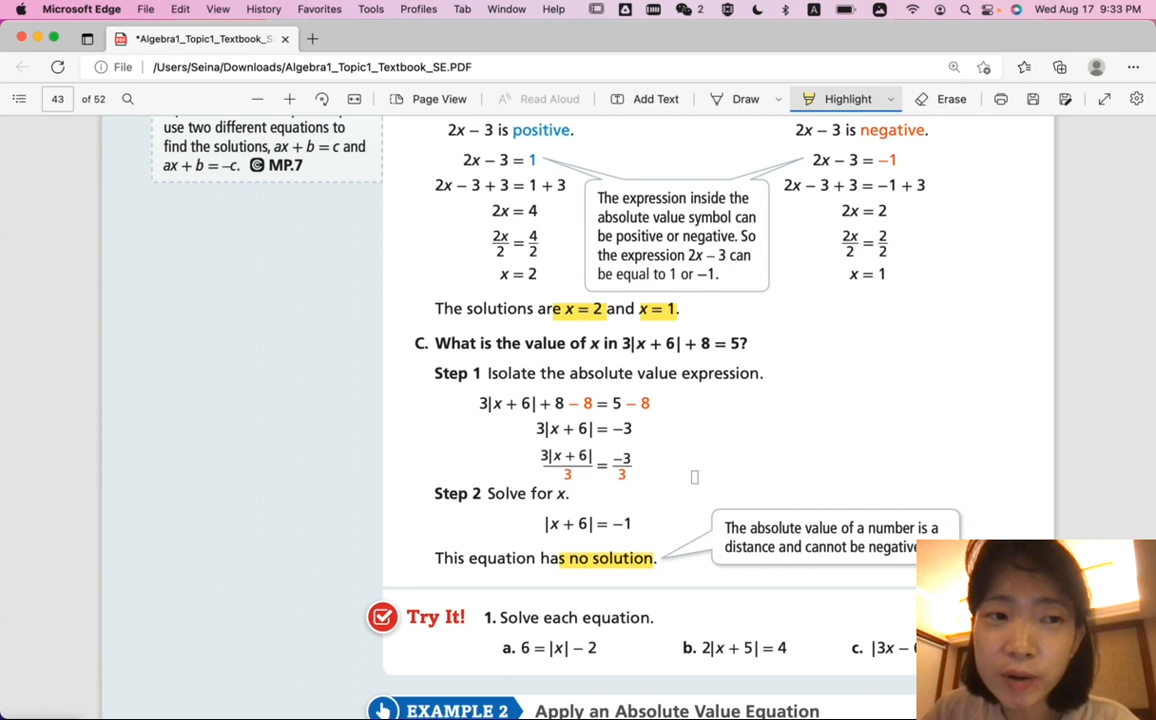 Microsoft Edge File Edit View History Favorites Tools Profiles Tab Window Help 2 A Wed Aug 17 9:33 PM
*Algebra1_Topic1_Textbook_S
File /Users/Seina/Downloads/Algebra1_Topic1_Textbook_SE.PDF
43 of 52 Page View Read Aloud Add Text Draw Highlight Erase
use two different equations to
find the solutions, ax + b = c and
ax + b = –c. C MP.7
2x − 3 is positive.
2x − 3 = 1
2x − 3 + 3 = 1 + 3
2x = 4
2x/2 = 4/2
x = 2
The expression inside the
absolute value symbol can
be positive or negative. So
the expression 2x – 3 can
be equal to 1 or –1.
2x − 3 is negative.
2x − 3 = −1
2x − 3 + 3 = −1 + 3
2x = 2
2x/2 = 2/2
x = 1
The solutions are x = 2 and x = 1.
C. What is the value of x in 3|x + 6| + 8 = 5?
Step 1 Isolate the absolute value expression.
3|x + 6| + 8 − 8 = 5 − 8
3|x + 6| = −3
3|x + 6|/3 = −3/3
Step 2 Solve for x.
|x + 6| = −1
The absolute value of a number is a
distance and cannot be negative
This equation has no solution.
Try It! 1. Solve each equation.
a. 6 = |x| − 2 b. 2|x + 5| = 4 c. |3x −
EXAMPLE 2 Apply an Absolute Value Equation